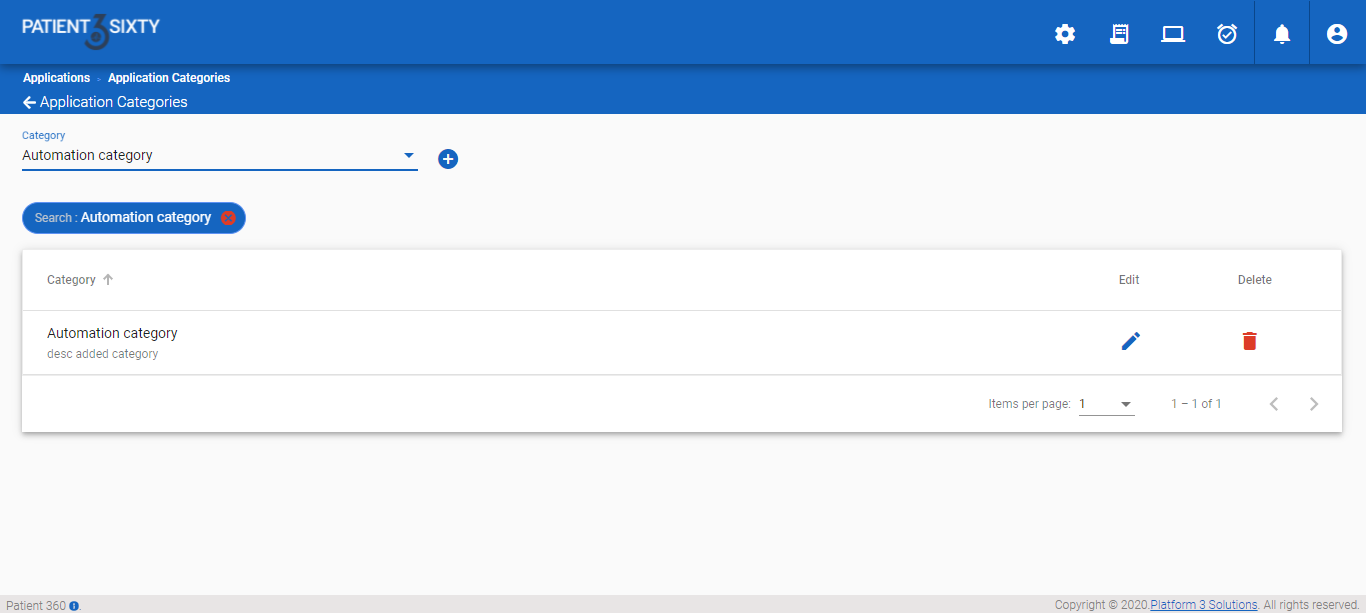 PATIENT 3 SIXTY
Applications > Application Categories
Application Categories
Category
Automation category
Search : Automation category
Category Edit Delete
Automation category
desc added category
Items per page: 1 1 – 1 of 1
Patient 360
Copyright © 2020 Platform 3 Solutions. All rights reserved.